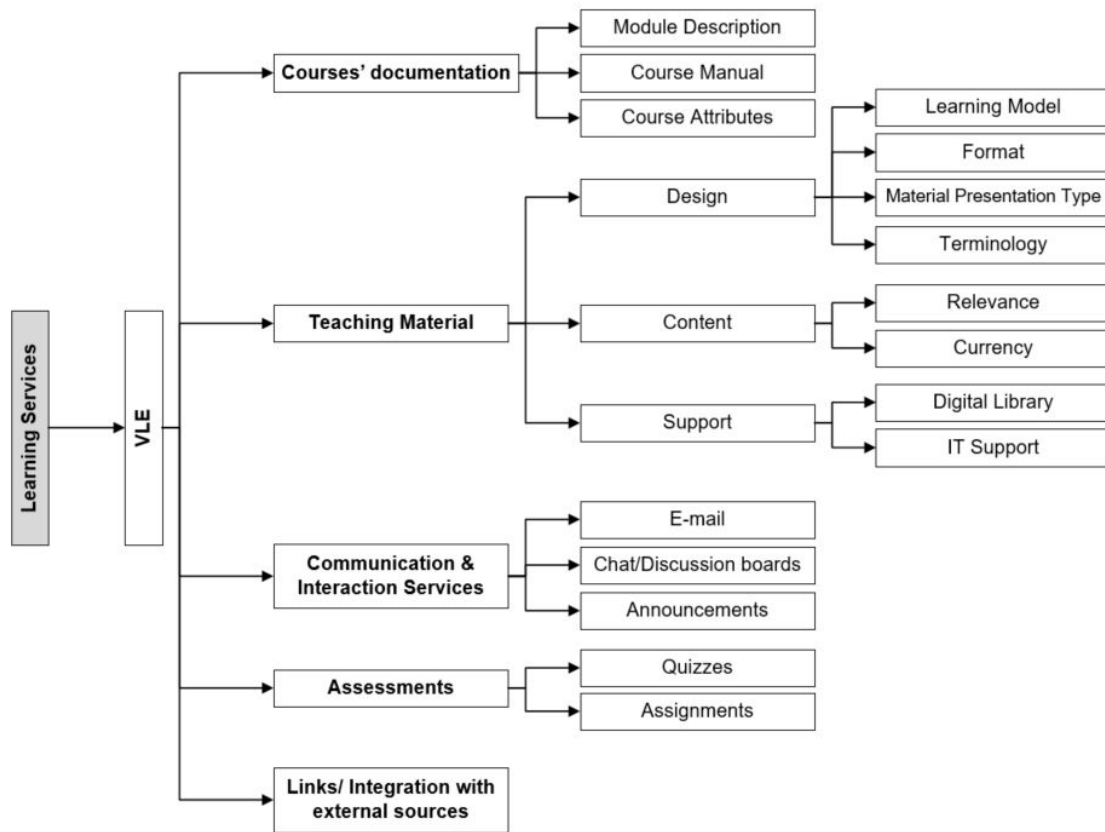 Learning Services
VLE
Courses' documentation
Module Description
Course Manual
Course Attributes
Teaching Material
Design
Learning Model
Format
Material Presentation Type
Terminology
Content
Relevance
Currency
Support
Digital Library
IT Support
Communication &
Interaction Services
E-mail
Chat/Discussion boards
Announcements
Assessments
Quizzes
Assignments
Links/ Integration with
external sources